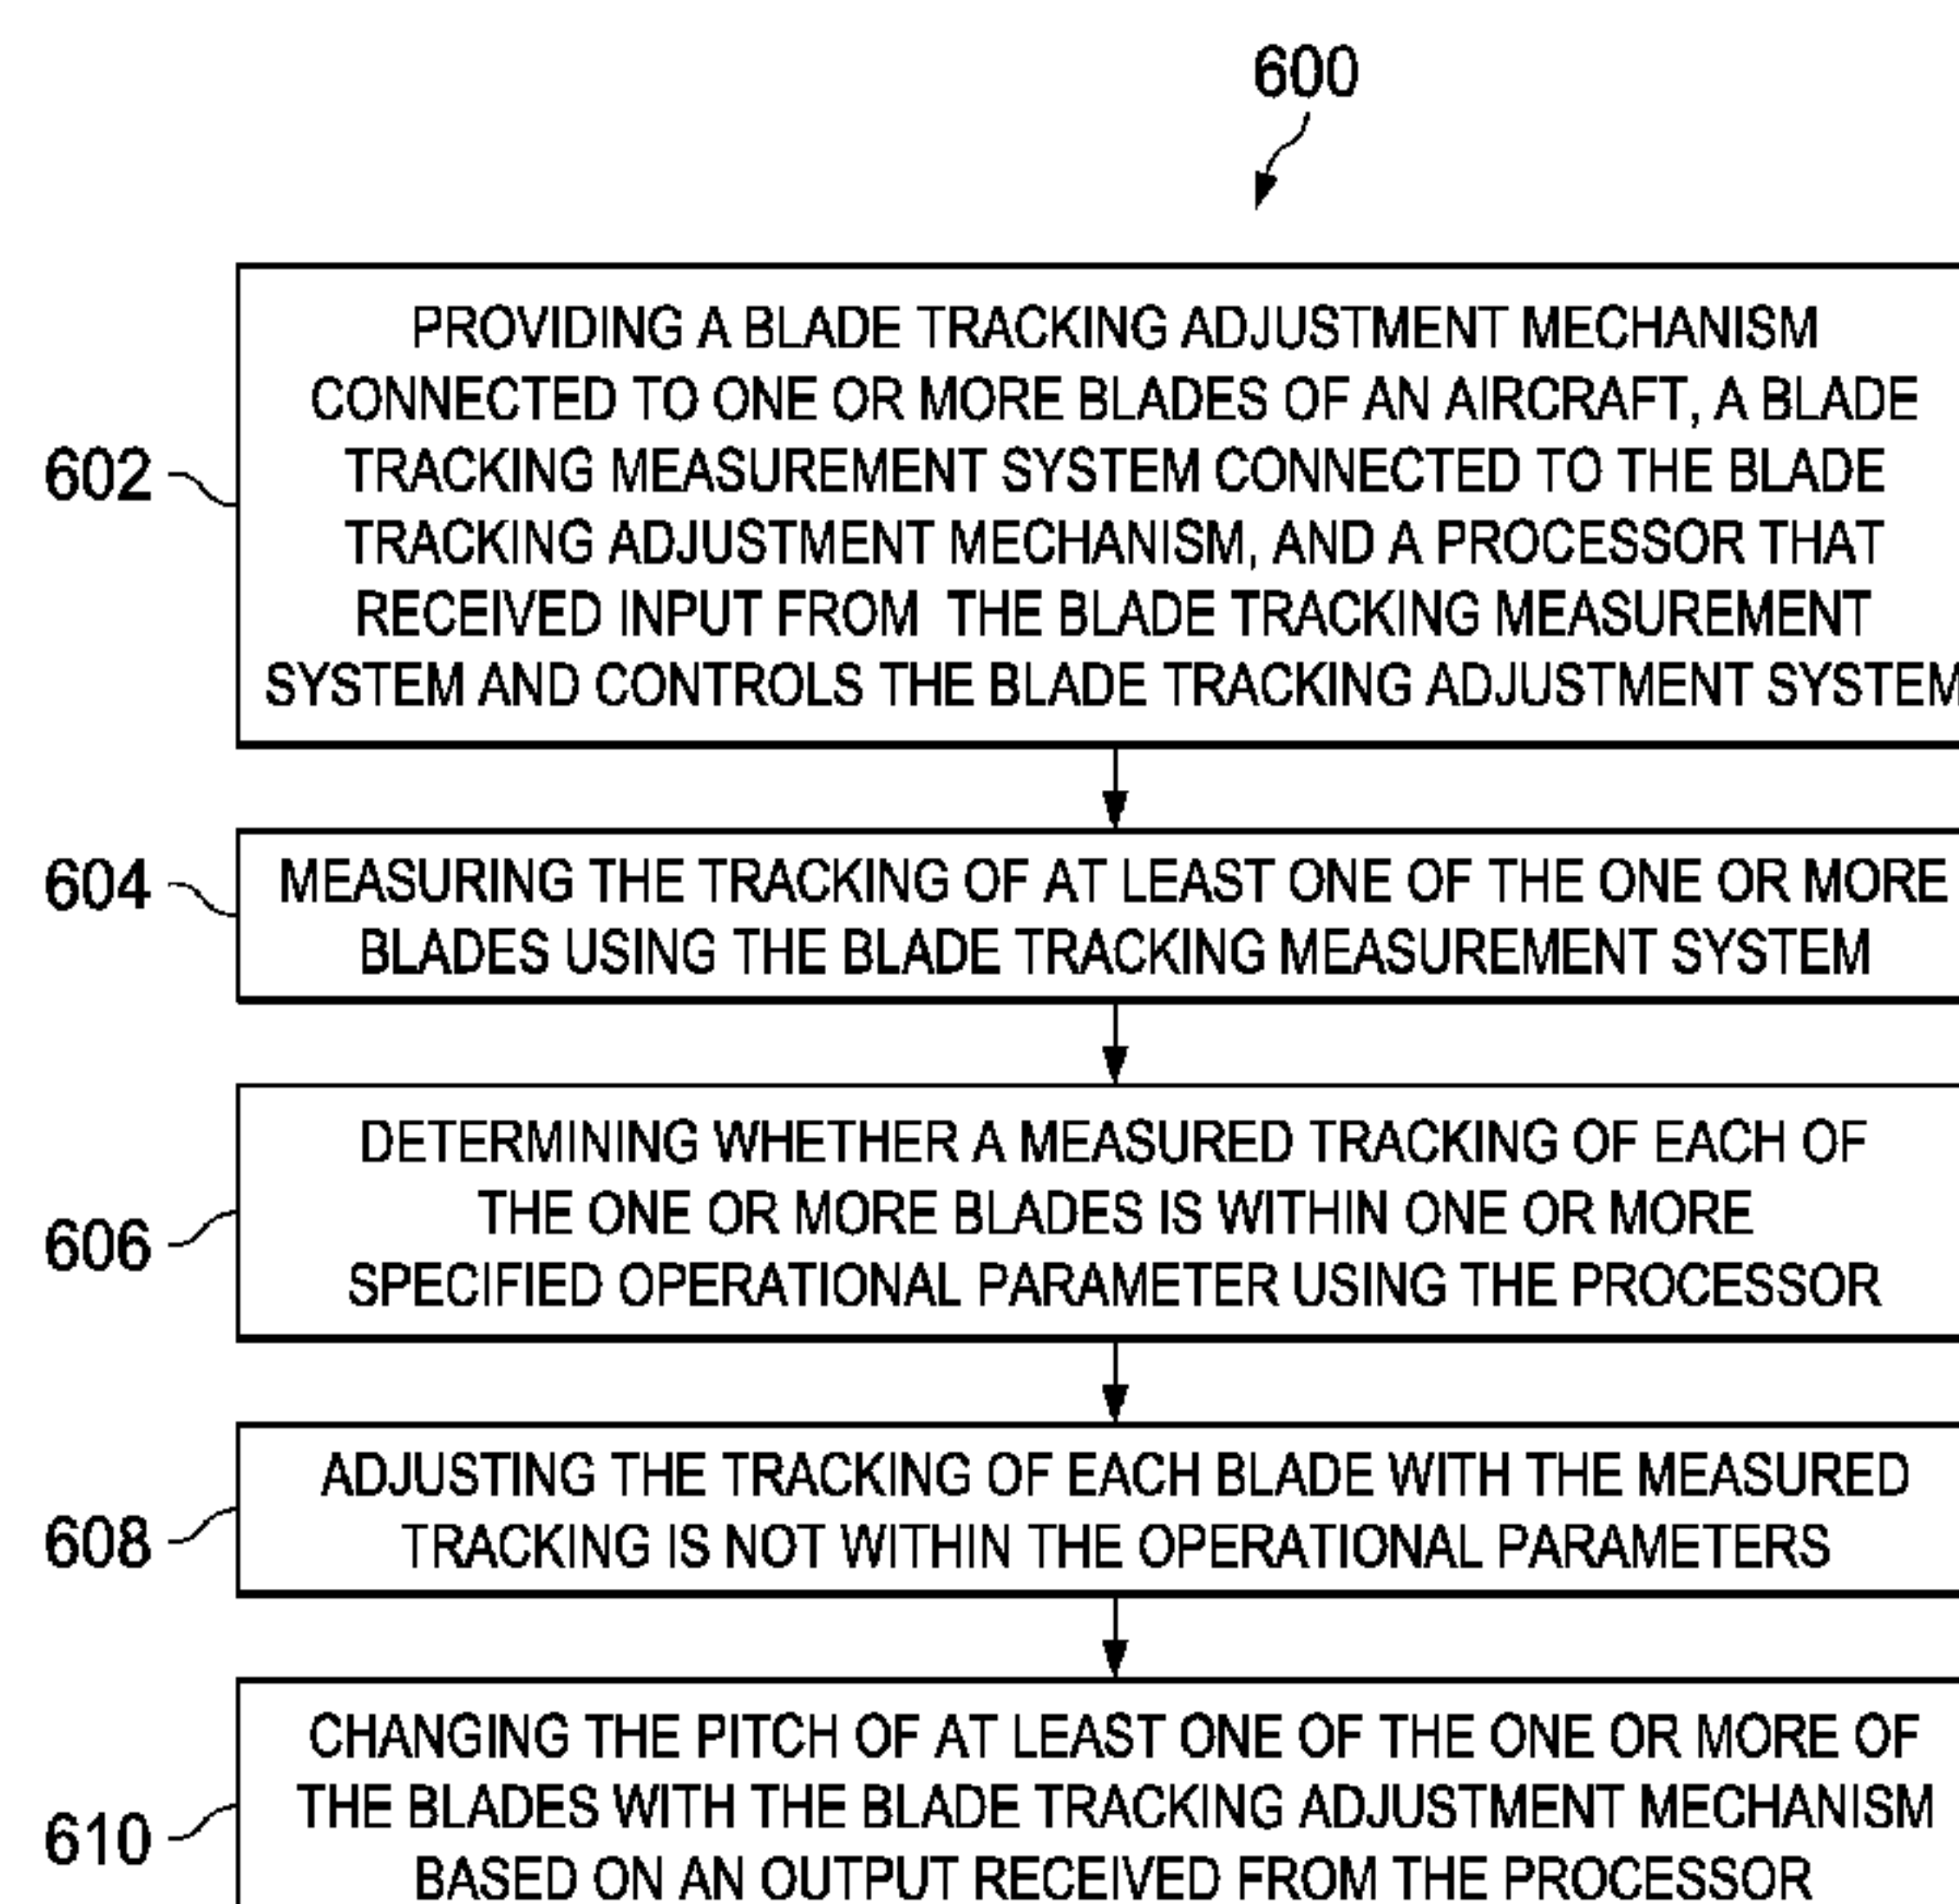 600
602
PROVIDING A BLADE TRACKING ADJUSTMENT MECHANISM
CONNECTED TO ONE OR MORE BLADES OF AN AIRCRAFT, A BLADE
TRACKING MEASUREMENT SYSTEM CONNECTED TO THE BLADE
TRACKING ADJUSTMENT MECHANISM, AND A PROCESSOR THAT
RECEIVED INPUT FROM THE BLADE TRACKING MEASUREMENT
SYSTEM AND CONTROLS THE BLADE TRACKING ADJUSTMENT SYSTEM
604
MEASURING THE TRACKING OF AT LEAST ONE OF THE ONE OR MORE
BLADES USING THE BLADE TRACKING MEASUREMENT SYSTEM
606
DETERMINING WHETHER A MEASURED TRACKING OF EACH OF
THE ONE OR MORE BLADES IS WITHIN ONE OR MORE
SPECIFIED OPERATIONAL PARAMETER USING THE PROCESSOR
608
ADJUSTING THE TRACKING OF EACH BLADE WITH THE MEASURED
TRACKING IS NOT WITHIN THE OPERATIONAL PARAMETERS
610
CHANGING THE PITCH OF AT LEAST ONE OF THE ONE OR MORE OF
THE BLADES WITH THE BLADE TRACKING ADJUSTMENT MECHANISM
BASED ON AN OUTPUT RECEIVED FROM THE PROCESSOR